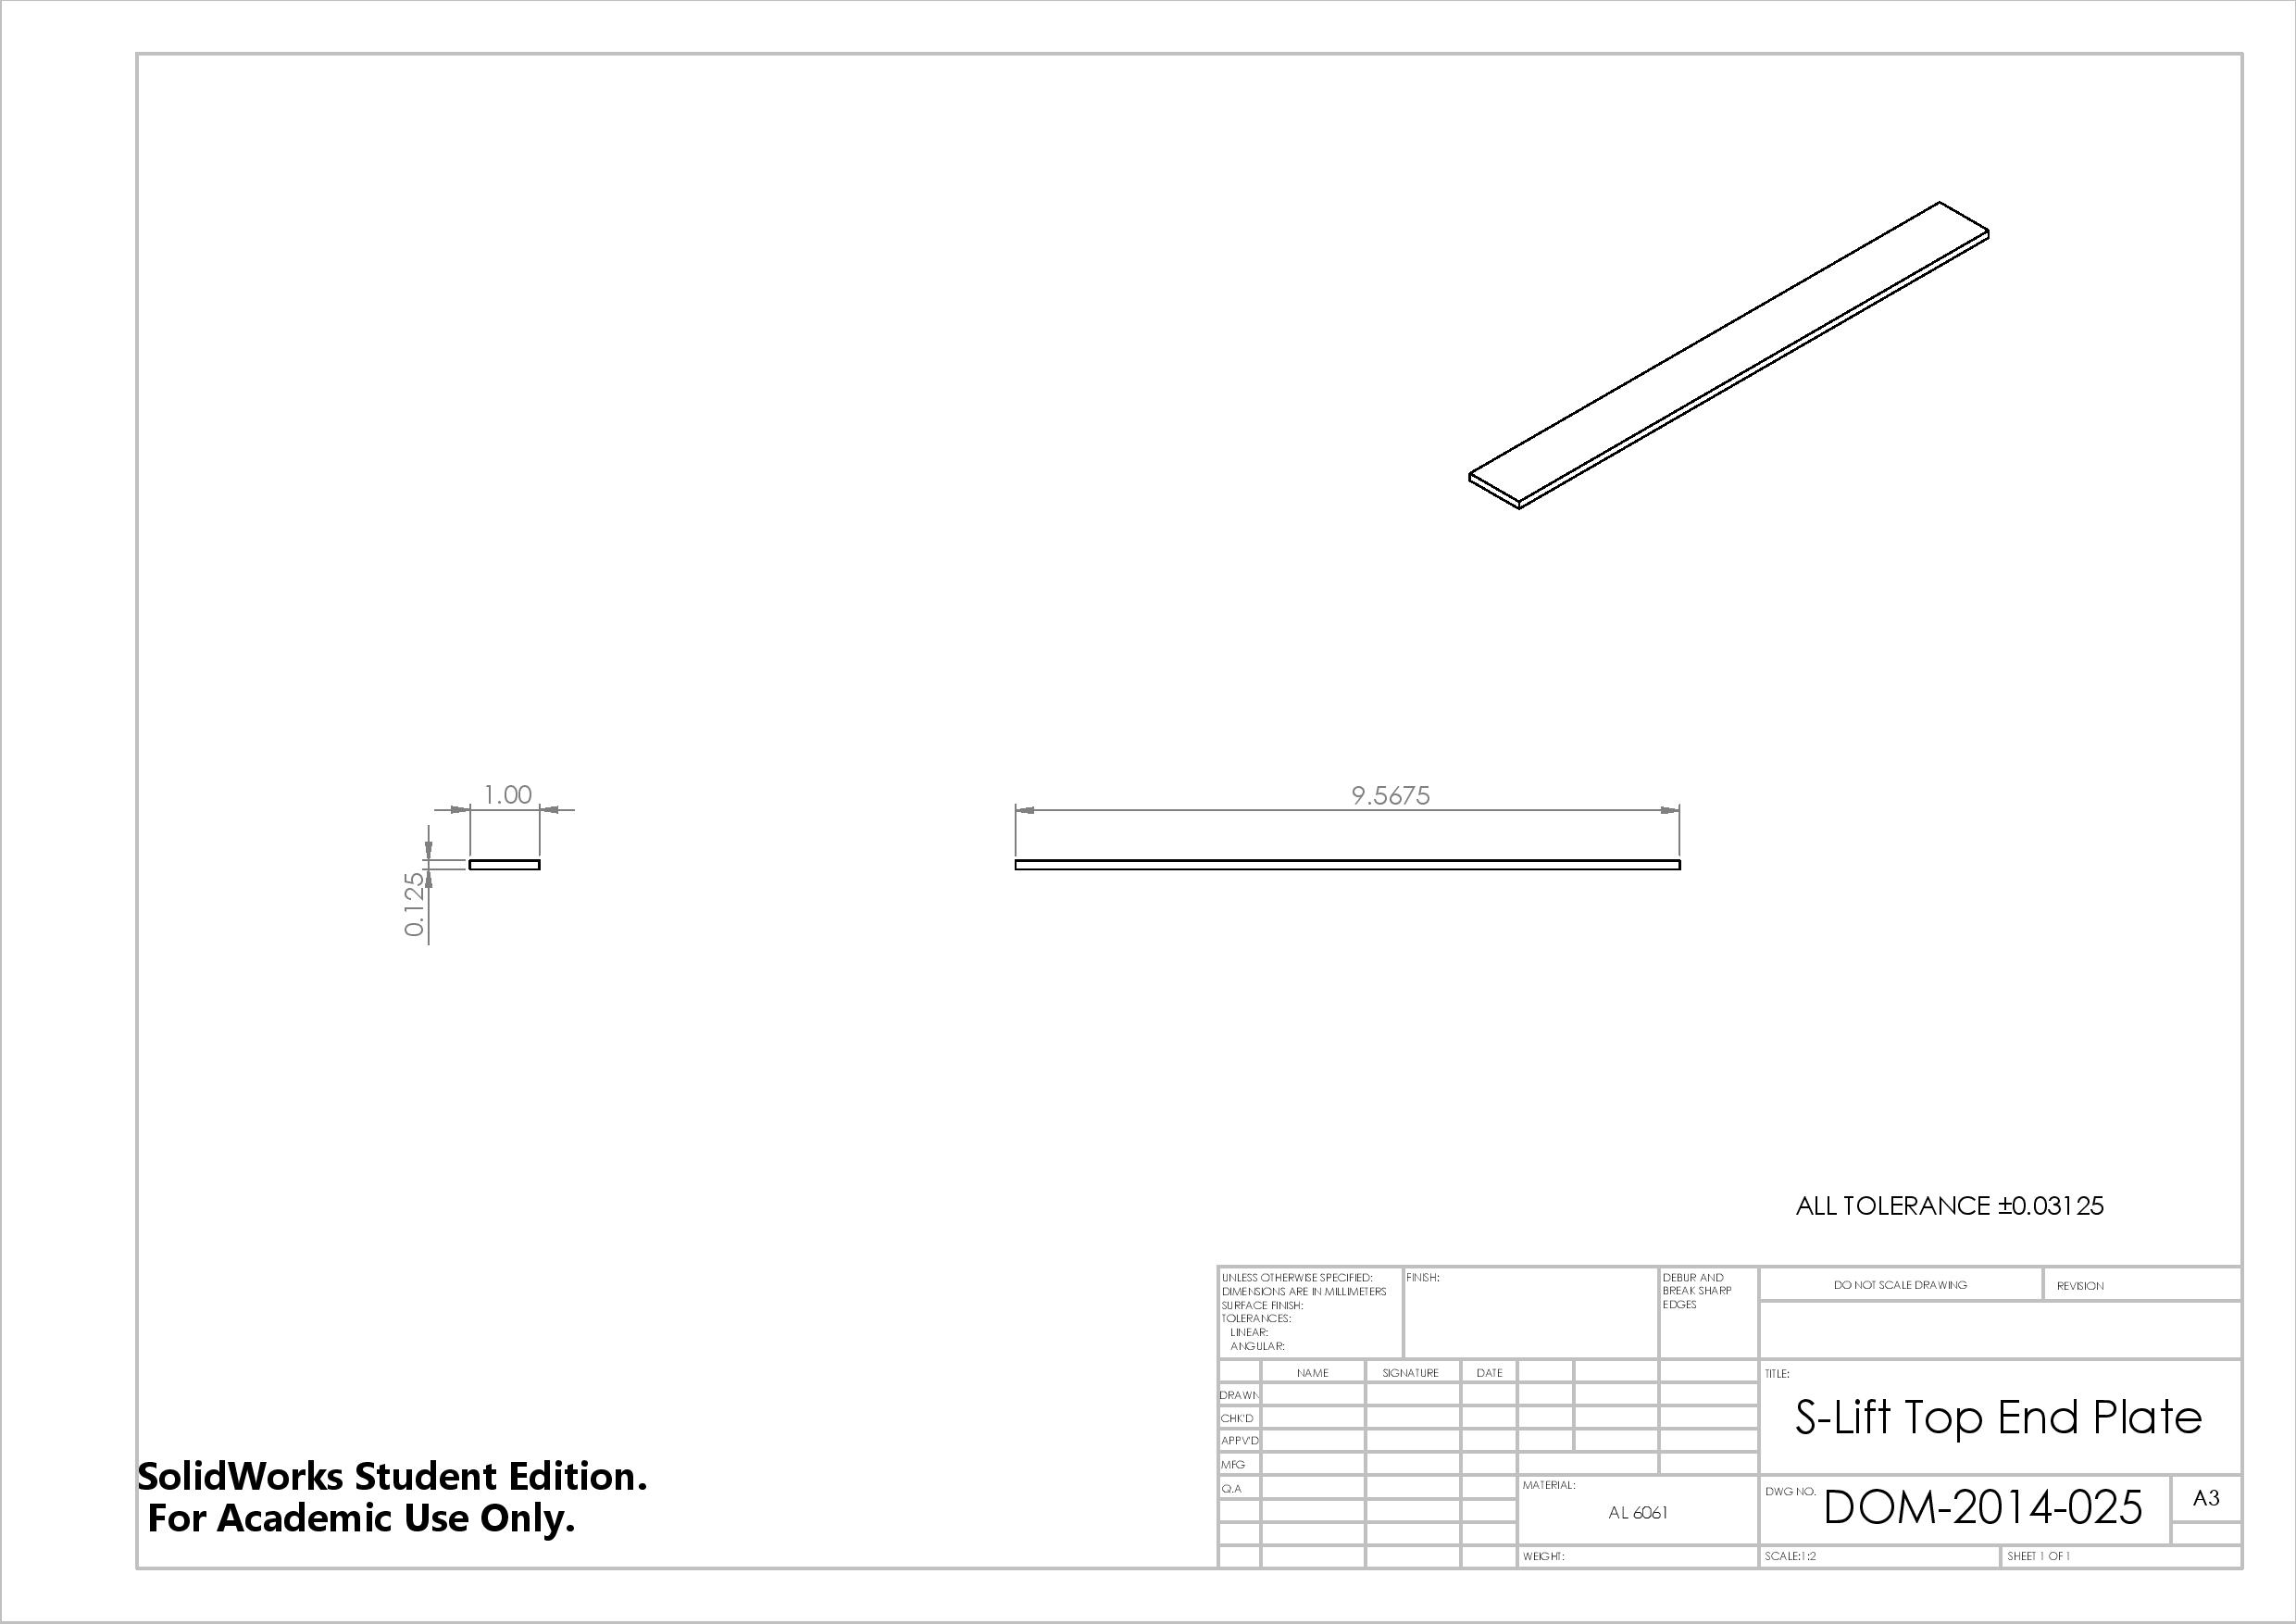 1.00
9.5675
0.125
ALL TOLERANCE ±0.03125
UNLESS OTHERWISE SPECIFIED:
DIMENSIONS ARE IN MILLIMETERS
SURFACE FINISH:
TOLERANCES:
LINEAR:
ANGULAR:
FINISH:
DEBUR AND
BREAK SHARP
EDGES
DO NOT SCALE DRAWING
REVISION
NAME
SIGNATURE
DATE
DRAWN
CHK'D
APPV'D
MFG
Q.A
MATERIAL:
AL 6061
WEIGHT:
TITLE:
S-Lift Top End Plate
DWG NO.
DOM-2014-025
A3
SCALE:1:2
SHEET 1 OF 1
SolidWorks Student Edition.
For Academic Use Only.